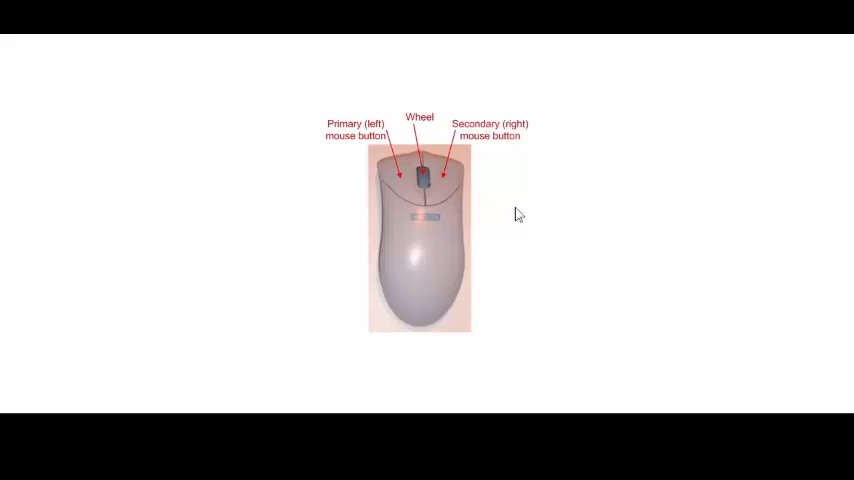 Wheel
Primary (left)
mouse button
Secondary (right)
mouse button